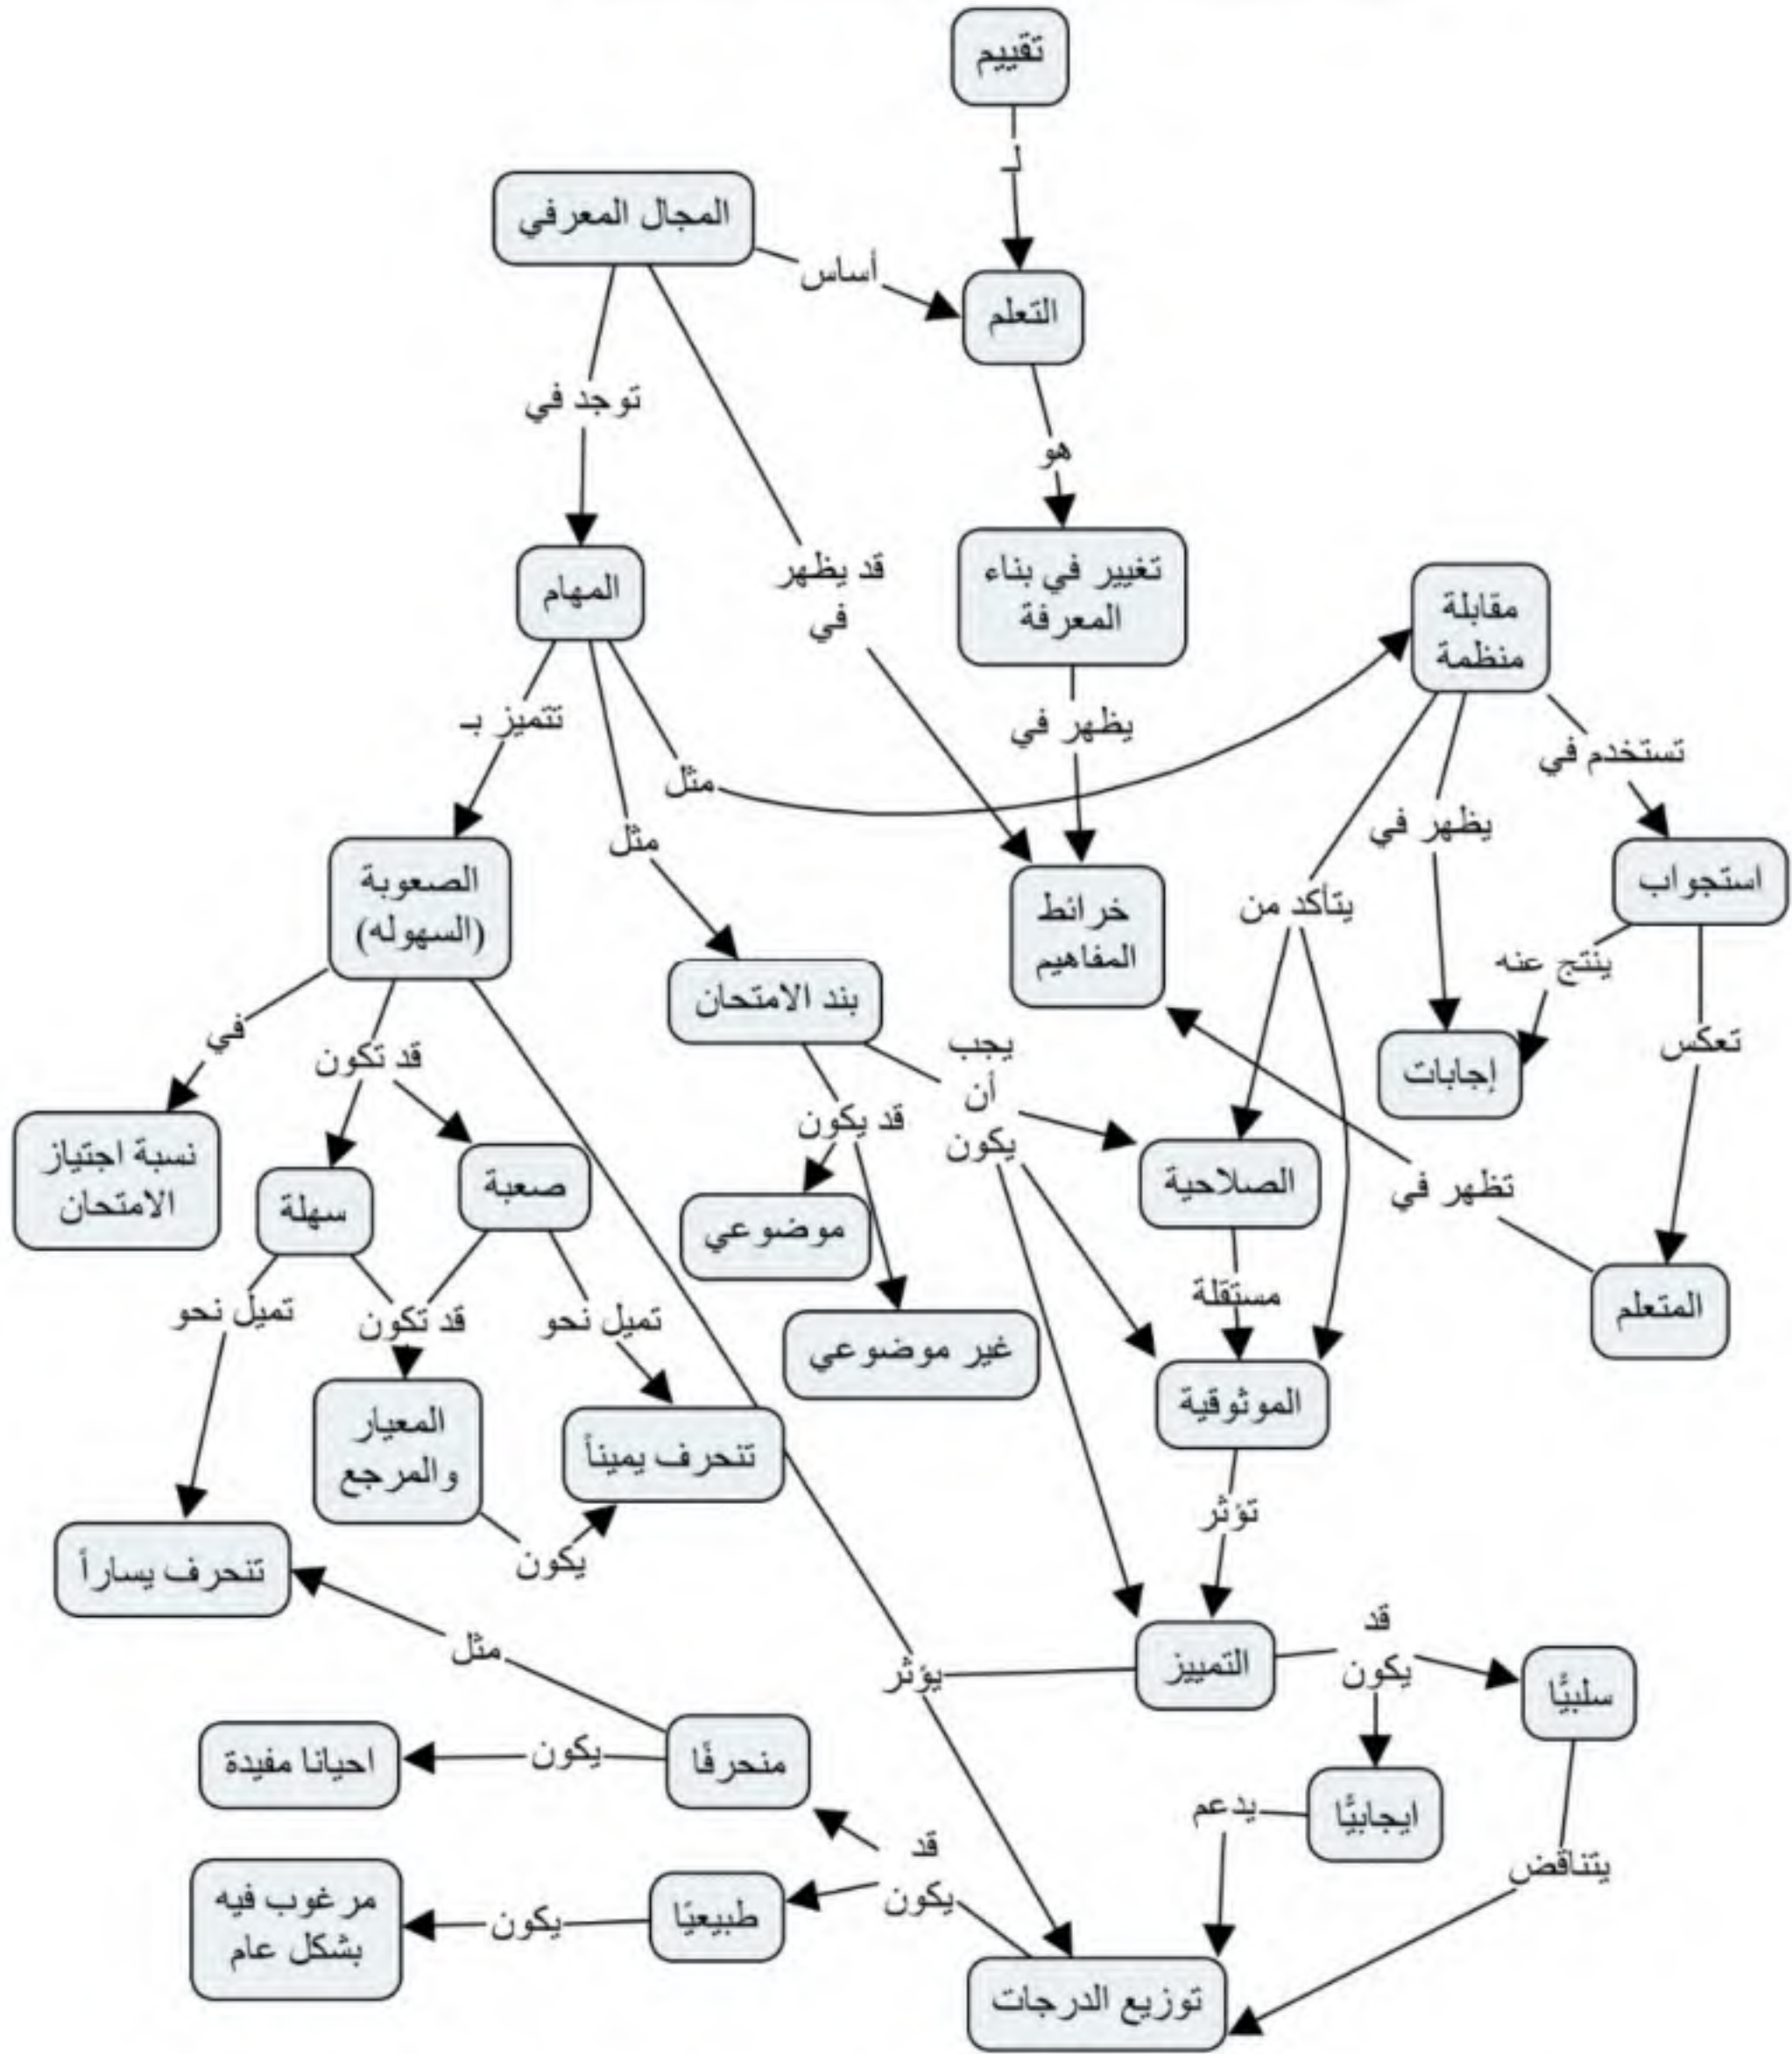 تقييم
لـ
المجال المعرفي
أساس
التعلم
توجد في
هو
قد يظهر
في
تغيير في بناء
المعرفة
المهام
مقابلة
منظمة
تتميز بـ
مثل
مثل
يظهر في
تستخدم في
يظهر في
الصعوبة
(السهوله)
يتأكد من
خرائط
المفاهيم
استجواب
ينتج عنه
بند الامتحان
في
قد تكون
يجب
أن
يكون
قد يكون
إجابات
تعكس
نسبة اجتياز
الامتحان
سهلة
صعبة
موضوعي
الصلاحية
تظهر في
تميل نحو
قد تكون
تميل نحو
غير موضوعي
مستقلة
المتعلم
المعيار
والمرجع
تنحرف يميناً
الموثوقية
تنحرف يساراً
يكون
تؤثر
مثل
يؤثر
التمييز
قد
يكون
سلبيًّا
احيانا مفيدة
يكون
منحرفًا
يدعم
ايجابيًّا
قد
يكون
يتناقض
مرغوب فيه
بشكل عام
يكون
طبيعيًا
توزيع الدرجات